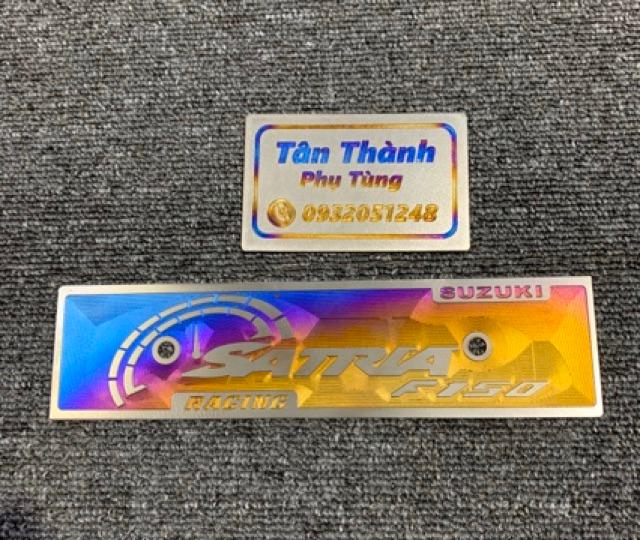 Tân Thành
Phụ Tùng
0932051248
SUZUKI
SATRIA
F150
RACING